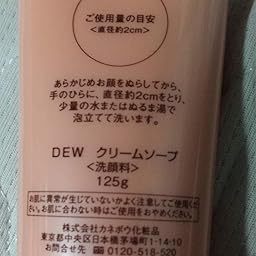 ご使用量の目安
<直径約2cm>
あらかじめお顔をぬらしてから、
手のひらに、直径約2cmをとり、
少量の水またはぬるま湯で
泡立てて洗います。
DEW クリームソープ
<洗顔料>
125g
お肌に異常が生じていないかよく注意してご使用く
ださい。お肌に合わない時はご使用をおやめください。
株式会社カネボウ化粧品
東京都中央区日本橋茅場町1-14-10
お問合せ先 0120-518-520